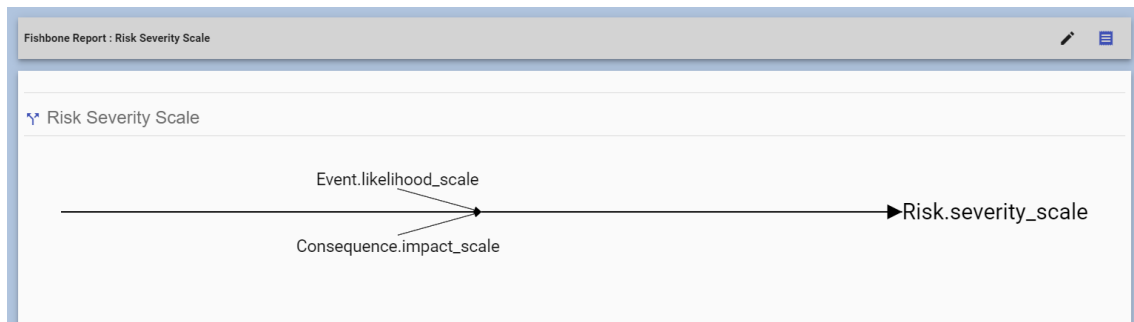 Fishbone Report : Risk Severity Scale
Risk Severity Scale
Event.likelihood_scale
Risk.severity_scale
Consequence.impact_scale